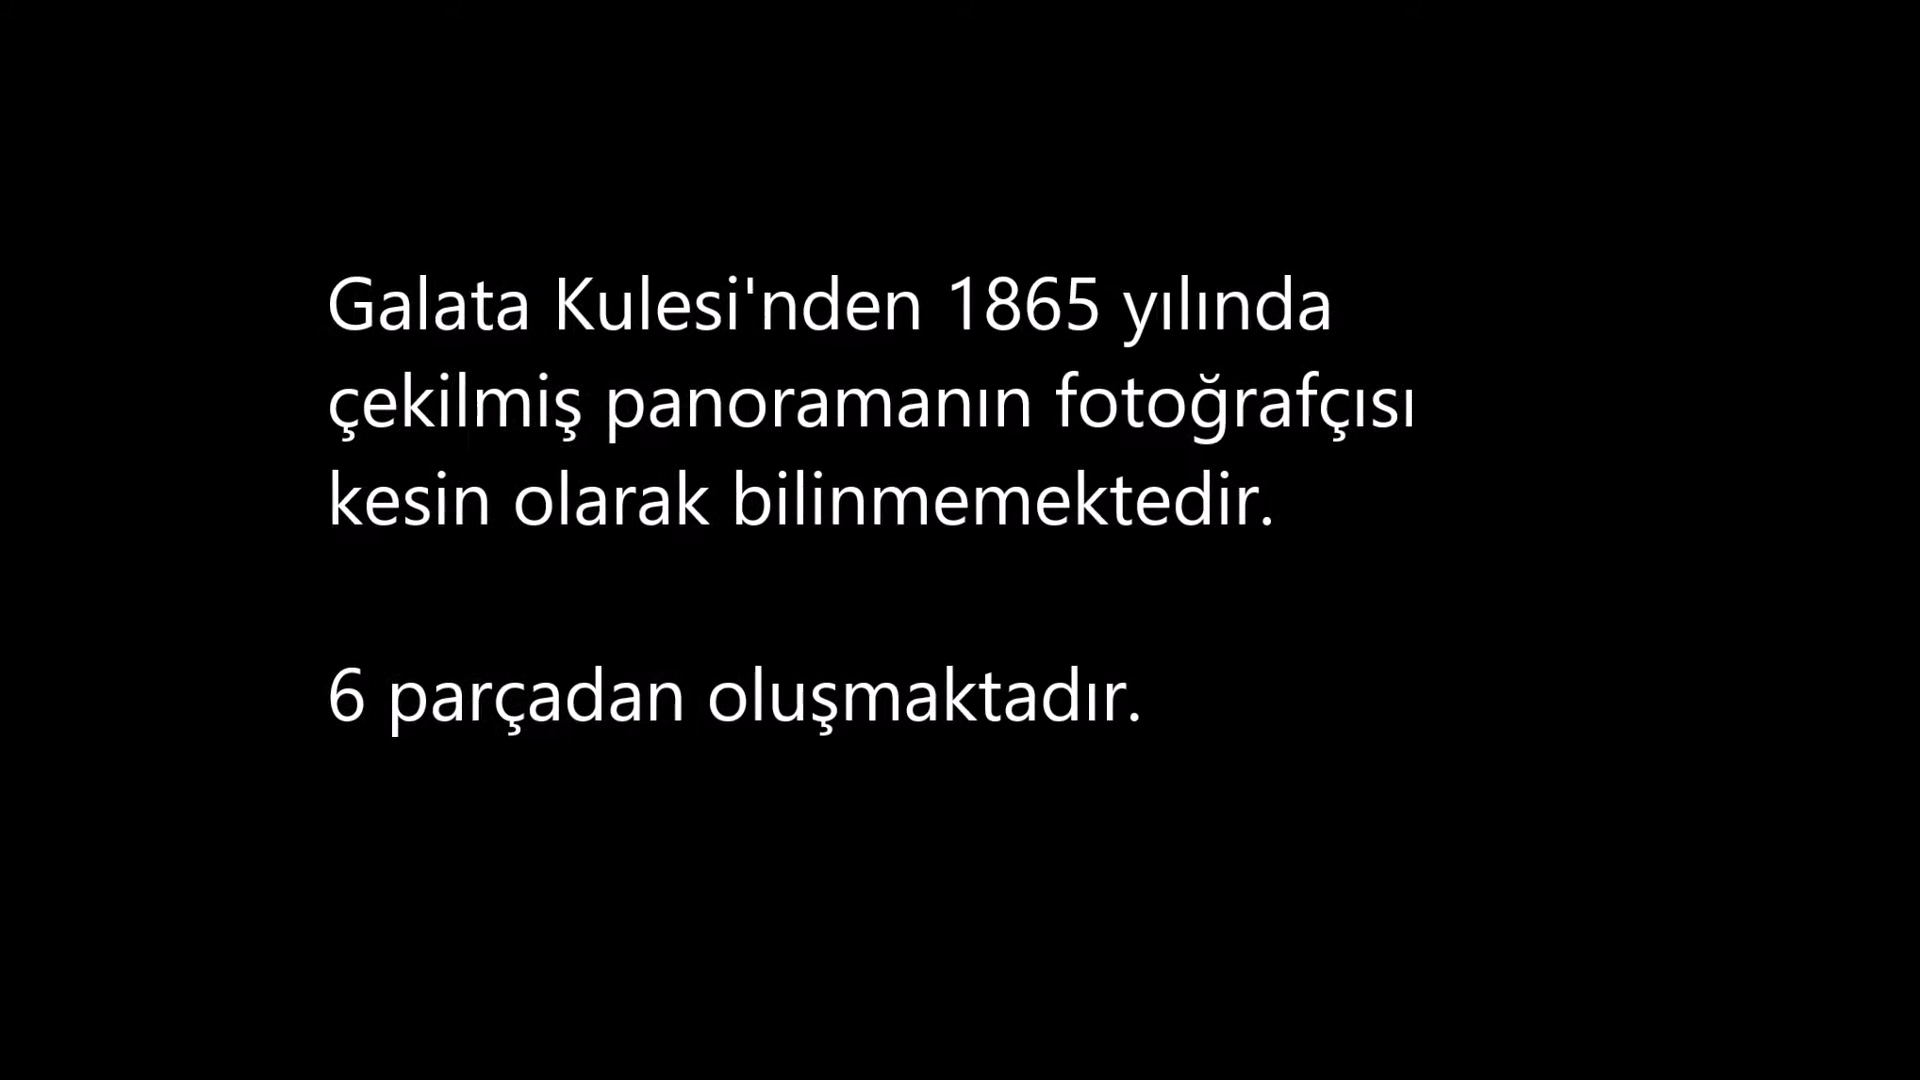 Galata Kulesi'nden 1865 yılında
çekilmiş panoramanın fotoğrafçısı
kesin olarak bilinmemektedir.
6 parçadan oluşmaktadır.